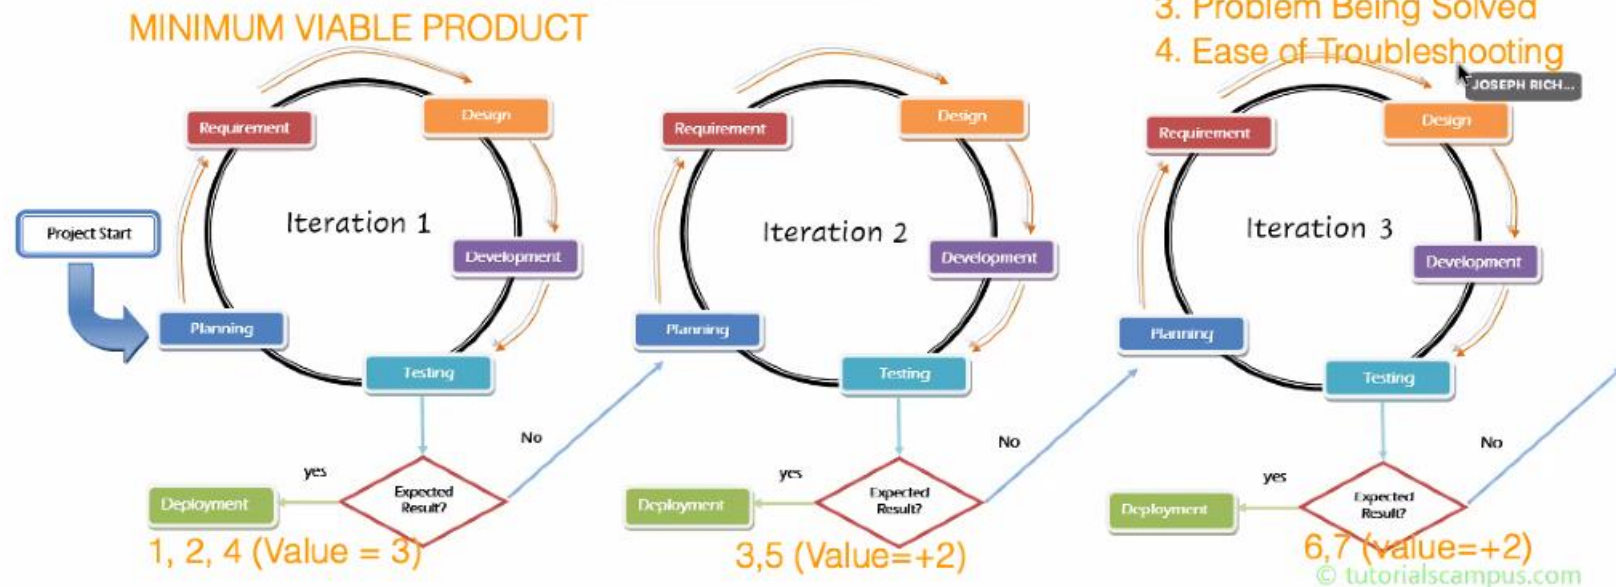 3. Problem Being Solved
MINIMUM VIABLE PRODUCT
4. Ease of Troubleshooting
JOSEPH RICH...
Project Start
Requirement
Design
Iteration 1
Development
Planning
Testing
No
yes
Expected
Result?
Deployment
1, 2, 4 (Value = 3)
Requirement
Design
Iteration 2
Development
Planning
Testing
No
yes
Expected
Result?
Deployment
3,5 (Value=+2)
Requirement
Design
Iteration 3
Development
Planning
Testing
No
yes
Expected
Result?
Deployment
6,7 (value=+2)
© tutorialscampus.com